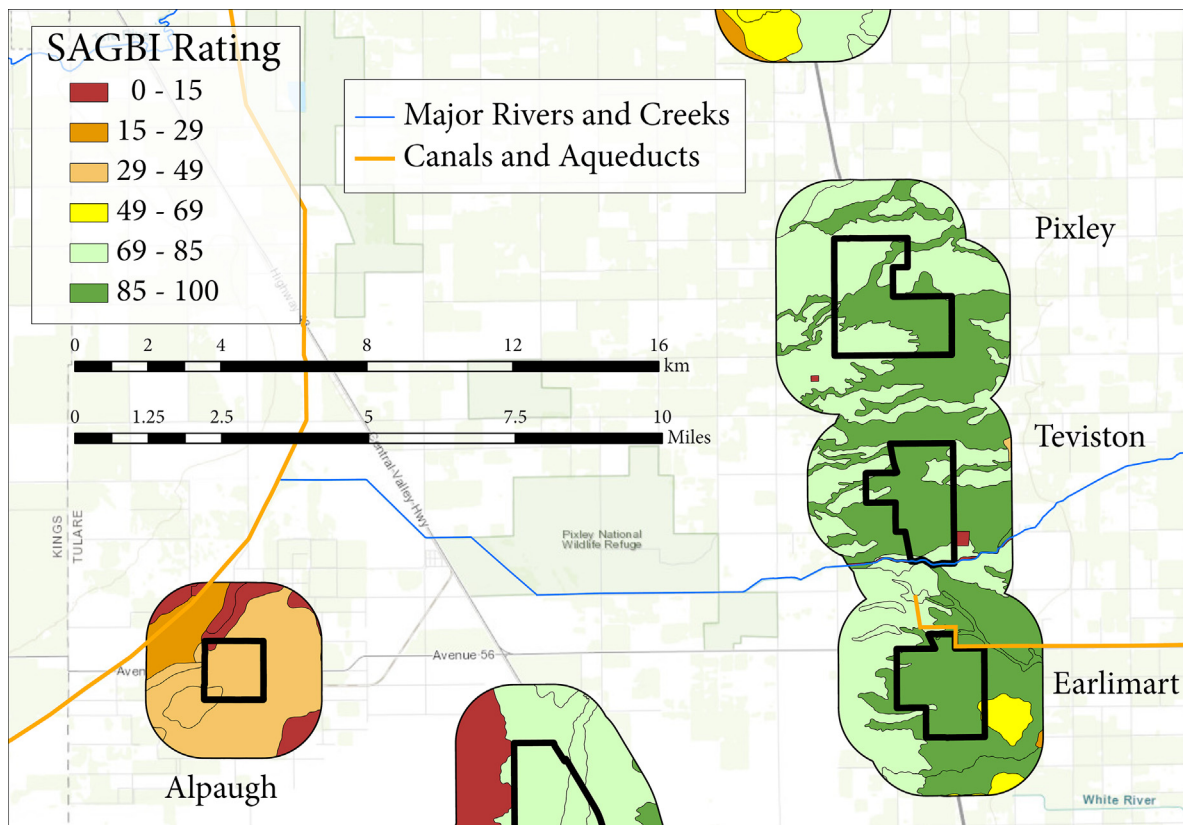 SAGBI Rating
0 - 15
15 - 29
29 - 49
49 - 69
69 - 85
85 - 100
Major Rivers and Creeks
Canals and Aqueducts
Pixley
Highway
0 2 4 8 12 16
km
0 1.25 2.5 5 7.5 10
Miles
Teviston
Central-Valley Hwy
KINGS
TULARE
Pixley National
Wildlife Refuge
Avenue 56
Earlimart
Alpaugh
White River